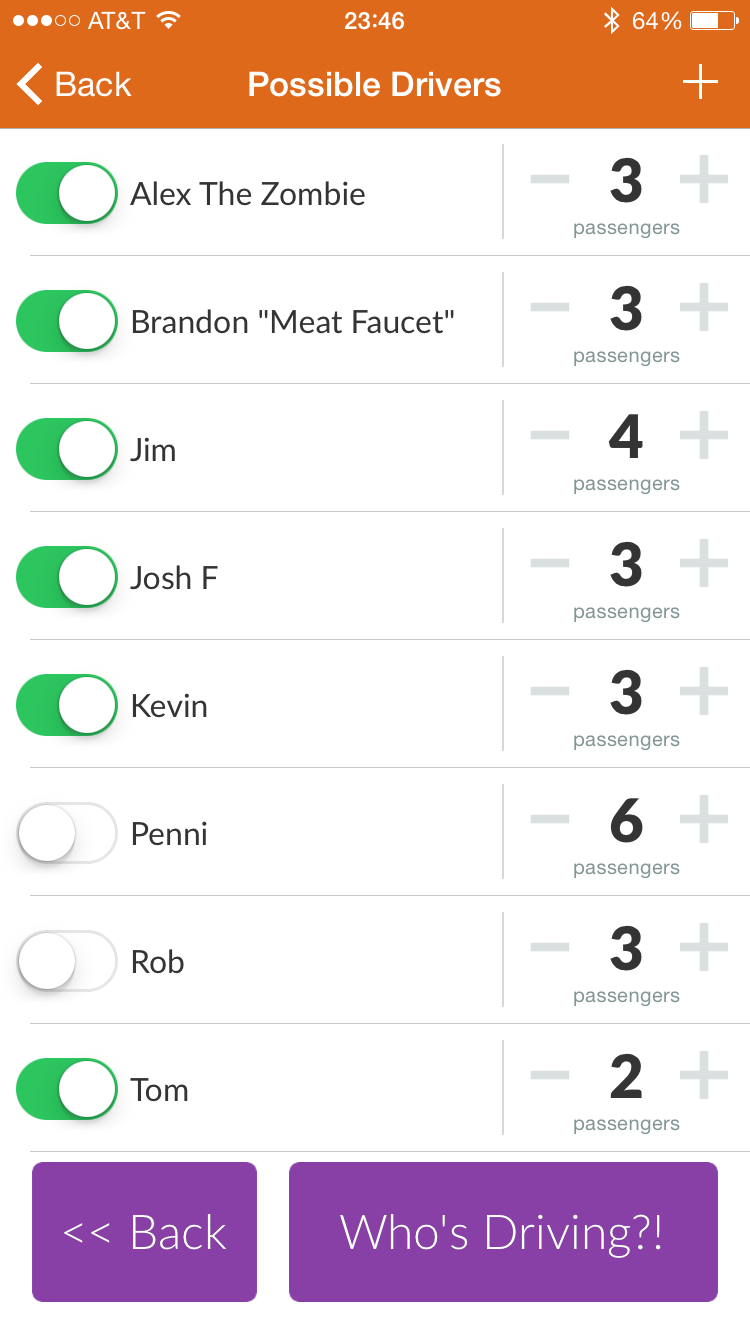 AT&T 23:46 64%
Back Possible Drivers +
Alex The Zombie − 3 +
passengers
Brandon "Meat Faucet" − 3 +
passengers
Jim − 4 +
passengers
Josh F − 3 +
passengers
Kevin − 3 +
passengers
Penni − 6 +
passengers
Rob − 3 +
passengers
Tom − 2 +
passengers
<< Back Who's Driving?!